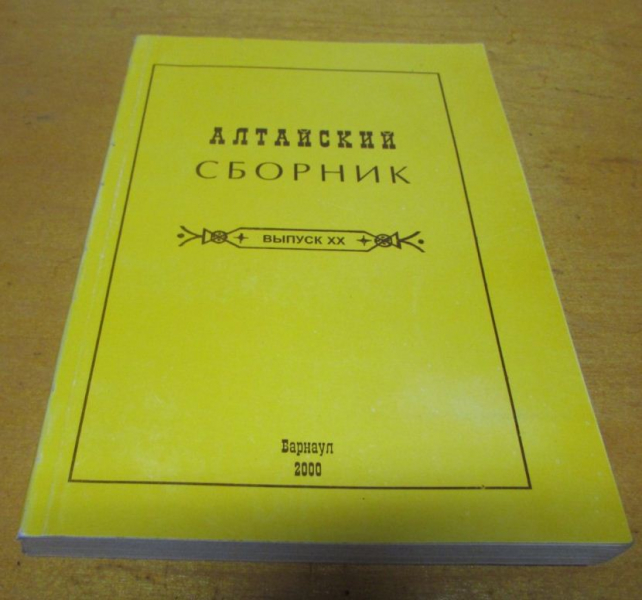 АЛТАЙСКИЙ
СБОРНИК
ВЫПУСК XX
Барнаул
2000